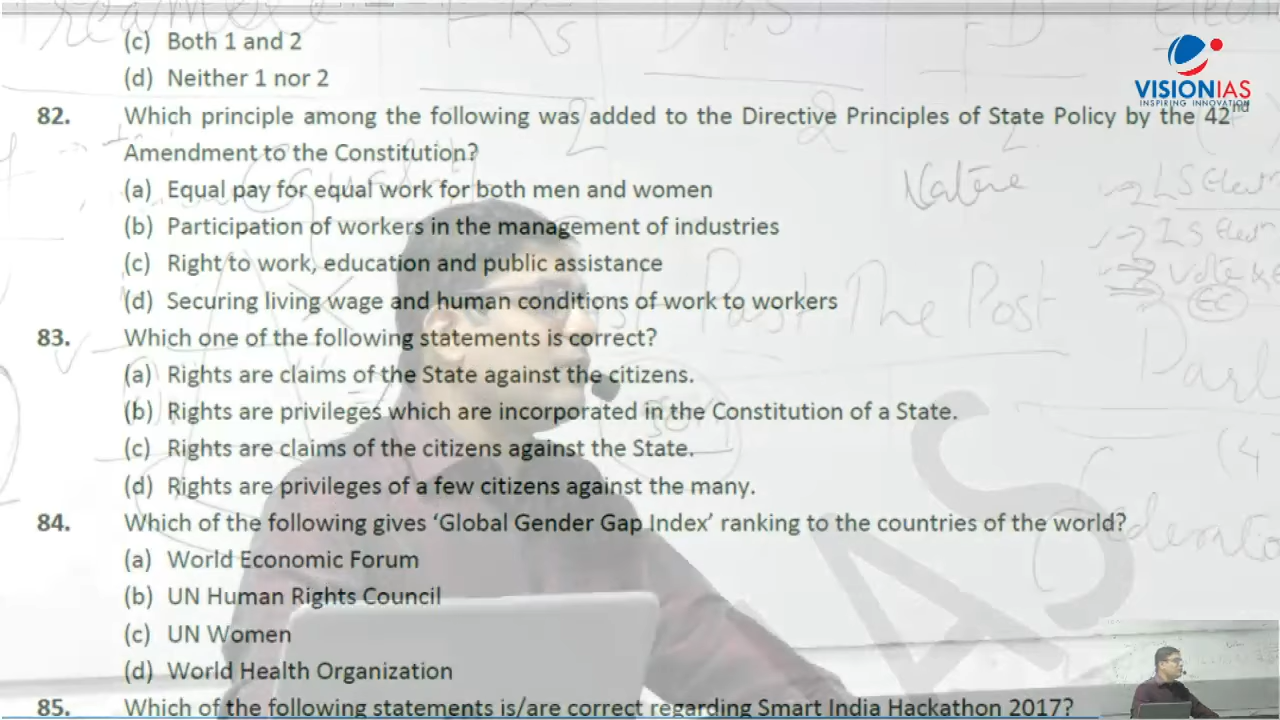 (c) Both 1 and 2
(d) Neither 1 nor 2
VISIONIAS
INSPIRING INNOVATION
82. Which principle among the following was added to the Directive Principles of State Policy by the 42nd
Amendment to the Constitution?
(a) Equal pay for equal work for both men and women
(b) Participation of workers in the management of industries
(c) Right to work, education and public assistance
(d) Securing living wage and human conditions of work to workers
83. Which one of the following statements is correct?
(a) Rights are claims of the State against the citizens.
(b) Rights are privileges which are incorporated in the Constitution of a State.
(c) Rights are claims of the citizens against the State.
(d) Rights are privileges of a few citizens against the many.
84. Which of the following gives ‘Global Gender Gap Index’ ranking to the countries of the world?
(a) World Economic Forum
(b) UN Human Rights Council
(c) UN Women
(d) World Health Organization
85. Which of the following statements is/are correct regarding Smart India Hackathon 2017?
Nature
Past The Post